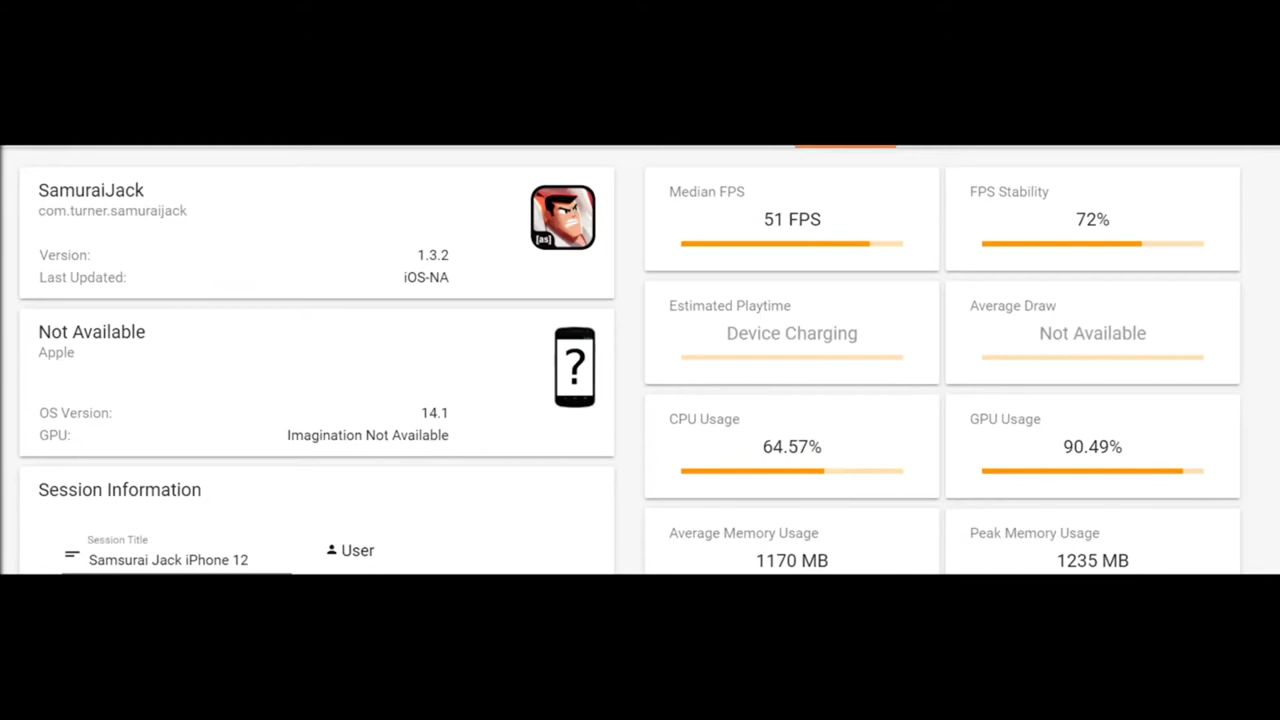 SamuraiJack
com.turner.samuraijack
[as]
Version: 1.3.2
Last Updated: iOS-NA
Not Available
Apple
?
OS Version: 14.1
GPU: Imagination Not Available
Session Information
Session Title
Samsurai Jack iPhone 12
User
Median FPS
51 FPS
FPS Stability
72%
Estimated Playtime
Device Charging
Average Draw
Not Available
CPU Usage
64.57%
GPU Usage
90.49%
Average Memory Usage
1170 MB
Peak Memory Usage
1235 MB